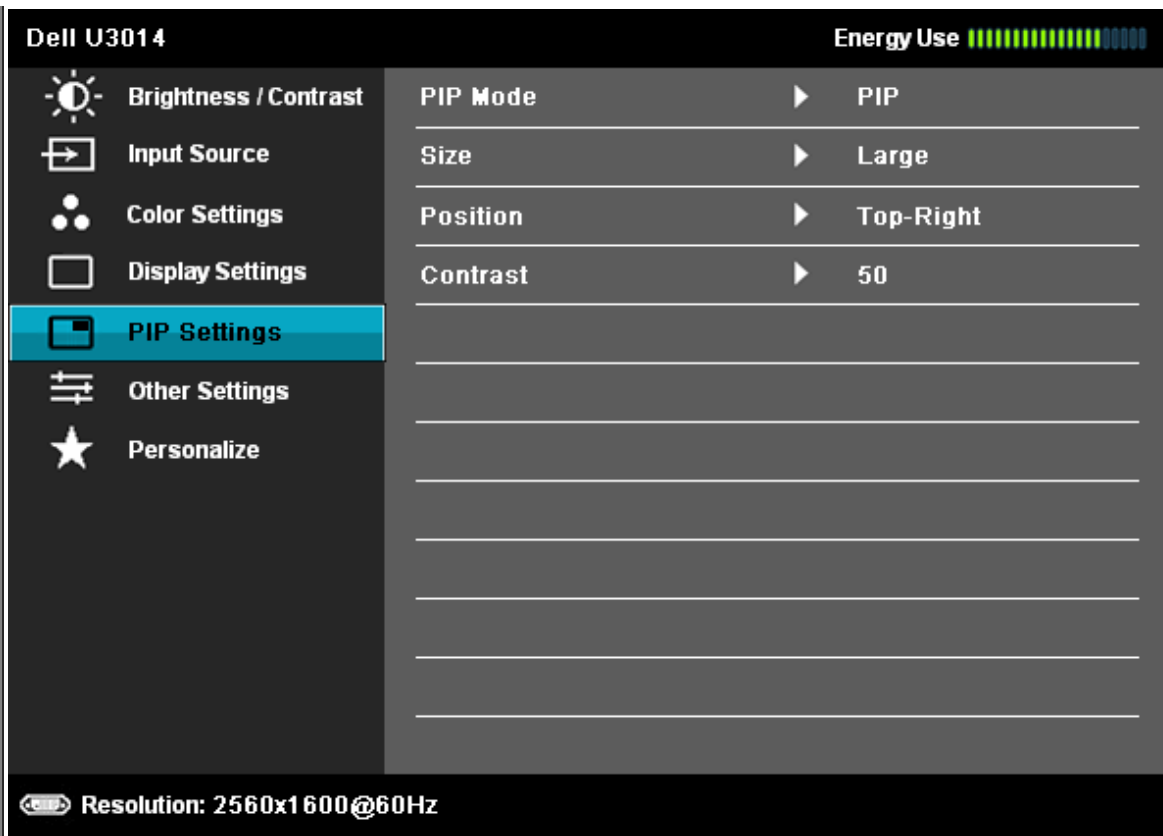 Dell U3014 Energy Use
Brightness / Contrast PIP Mode PIP
Input Source Size Large
Color Settings Position Top-Right
Display Settings Contrast 50
PIP Settings
Other Settings
Personalize
Resolution: 2560x1600@60Hz